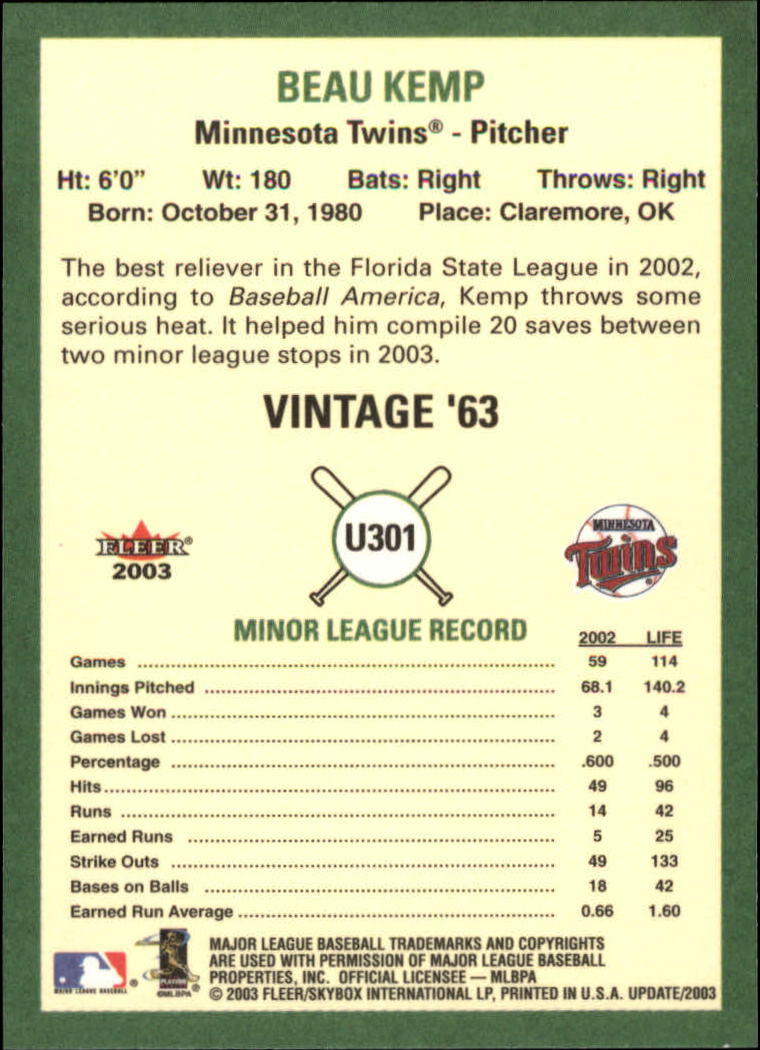 BEAU KEMP
Minnesota Twins® - Pitcher
Ht: 6'0" Wt: 180 Bats: Right Throws: Right
Born: October 31, 1980 Place: Claremore, OK
The best reliever in the Florida State League in 2002,
according to Baseball America, Kemp throws some
serious heat. It helped him compile 20 saves between
two minor league stops in 2003.
VINTAGE '63
FLEER®
2003
U301
MINNESOTA
Twins®
MINOR LEAGUE RECORD
2002 LIFE
Games 59 114
Innings Pitched 68.1 140.2
Games Won 3 4
Games Lost 2 4
Percentage .600 .500
Hits 49 96
Runs 14 42
Earned Runs 5 25
Strike Outs 49 133
Bases on Balls 18 42
Earned Run Average 0.66 1.60
MAJOR LEAGUE BASEBALL®
PLAYERS
©MLBPA®
MAJOR LEAGUE BASEBALL TRADEMARKS AND COPYRIGHTS
ARE USED WITH PERMISSION OF MAJOR LEAGUE BASEBALL
PROPERTIES, INC. OFFICIAL LICENSEE — MLBPA
© 2003 FLEER/SKYBOX INTERNATIONAL LP, PRINTED IN U.S.A. UPDATE/2003